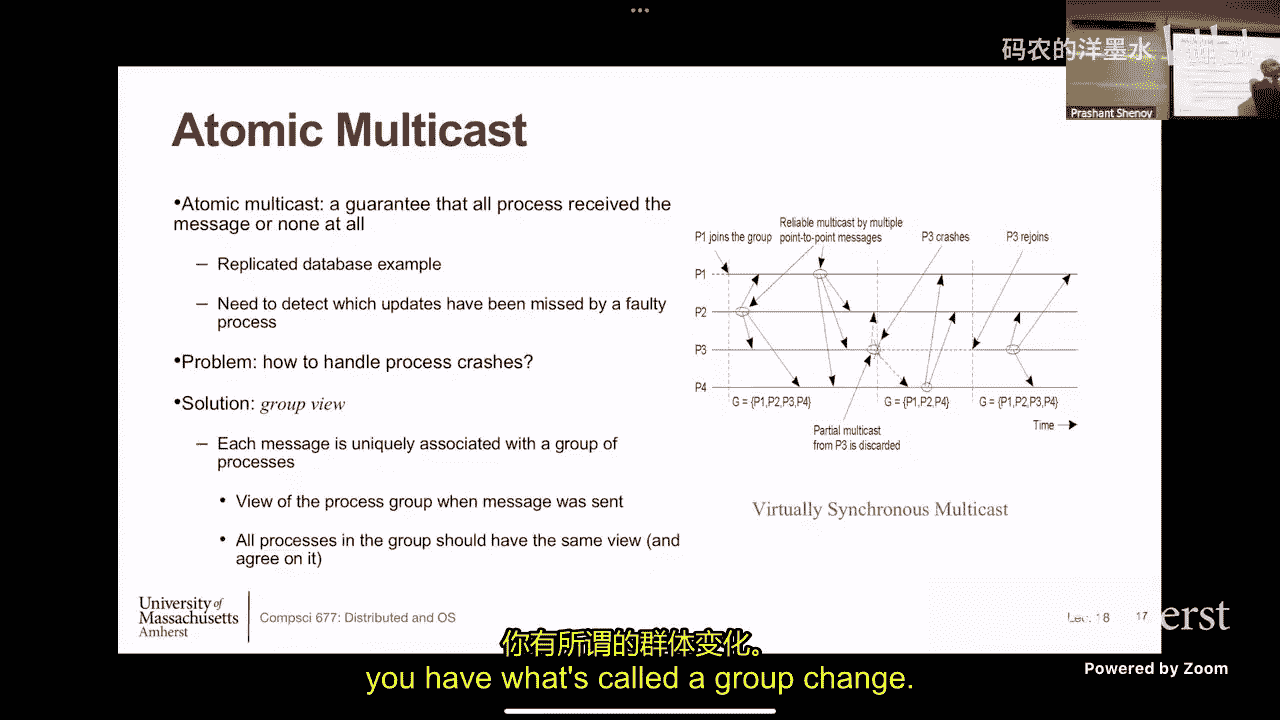 码农的洋墨水
Prashant Shenoy
Atomic Multicast
•Atomic multicast: a guarantee that all process received the
message or none at all
– Replicated database example
– Need to detect which updates have been missed by a faulty
process
•Problem: how to handle process crashes?
•Solution: group view
– Each message is uniquely associated with a group of
processes
• View of the process group when message was sent
• All processes in the group should have the same view (and
agree on it)
Reliable multicast by multiple
P1 joins the group point-to-point messages P3 crashes P3 rejoins
P1
P2
P3
P4
G = {P1,P2,P3,P4} G = {P1,P2,P4} G = {P1,P2,P3,P4}
Partial multicast
from P3 is discarded
Time
Virtually Synchronous Multicast
University of
Massachusetts
Amherst
Compsci 677: Distributed and OS
17
erst
你有所谓的群体变化。
you have what's called a group change.
Powered by Zoom